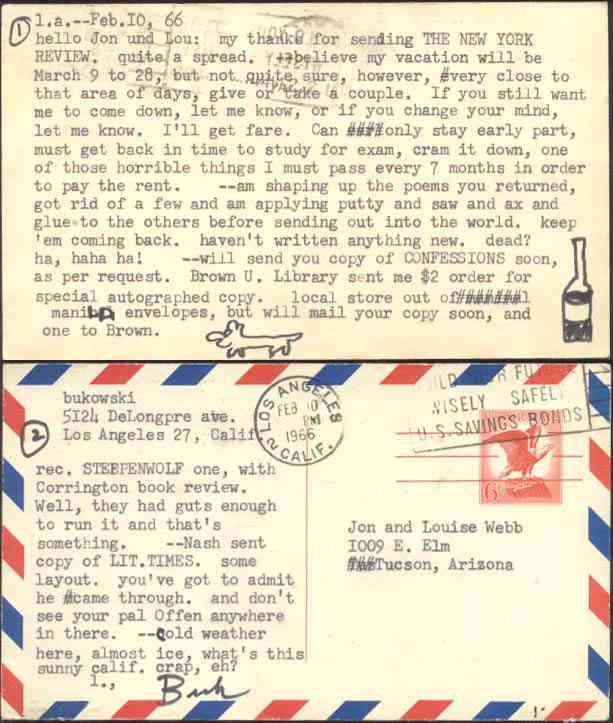 1
l.a.--Feb.IO, 66
hello Jon and Lou: my thanks for sending THE NEW YORK
REVIEW. quite a spread. believe my vacation will be
March 9 to 28, but not quite sure, however, #very close to
that area of days, give or take a couple. If you still want
me to come down, let me know, or if you change your mind,
let me know. I'll get fare. Can ####only stay early part,
must get back in time to study for exam, cram it down, one
of those horrible things I must pass every 7 months in order
to pay the rent. --am shaping up the poems you returned,
got rid of a few and am applying putty and saw and ax and
glue to the others before sending out into the world. keep
'em coming back. haven't written anything new. dead?
ha, haha ha! --will send you copy of CONFESSIONS soon,
as per request. Brown U. Library sent me $2 order for
special autographed copy. local store out of#######l
manila envelopes, but will mail your copy soon, and
one to Brown.
bukowski
5I24 DeLongpre ave.
Los Angeles 27, Calif
LOS ANGELES
FEB 10
PM
1966
2 CALIF.
WISELY SAFELY
U.S. SAVINGS BONDS
6¢
2
rec. STEPPENWOLF one, with
Corrington book review.
Well, they had guts enough
to run it and that's
something. --Nash sent
copy of LIT.TIMES. some
layout. you've got to admit
he #came through. and don't
see your pal Offen anywhere
in there. --cold weather
here, almost ice, what's this
sunny calif. crap, eh?
l.,
Buk
Jon and Louise Webb
I009 E. Elm
###Tucson, Arizona